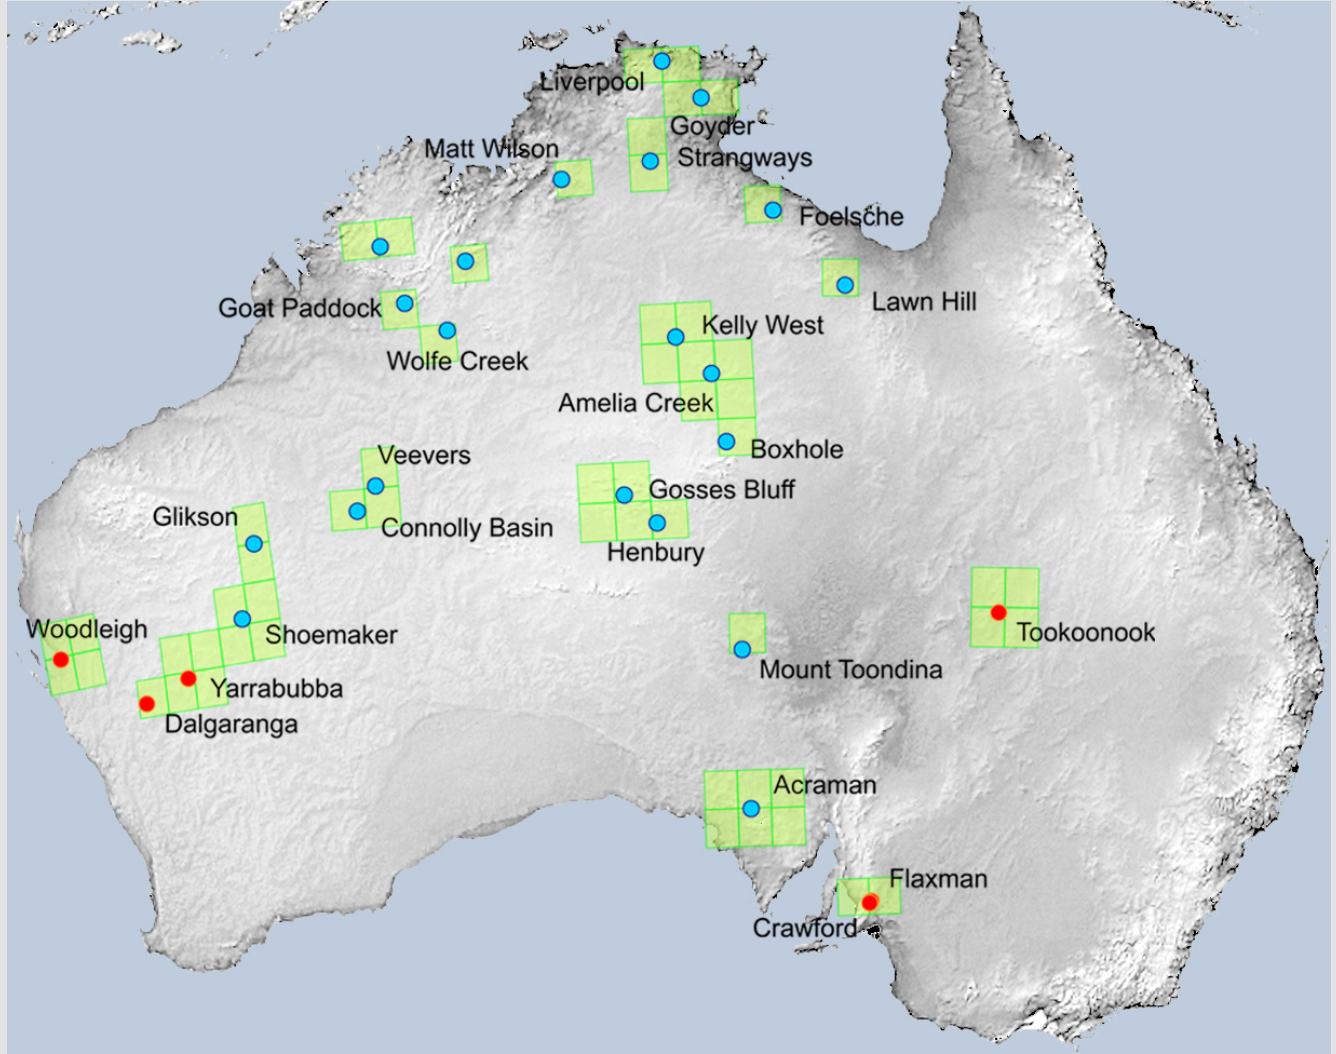 Liverpool
Goyder
Matt Wilson
Strangways
Foelsche
Goat Paddock
Lawn Hill
Kelly West
Wolfe Creek
Amelia Creek
Boxhole
Veevers
Gosses Bluff
Glikson
Connolly Basin
Henbury
Woodleigh
Shoemaker
Tookoonook
Mount Toondina
Yarrabubba
Dalgaranga
Acraman
Flaxman
Crawford